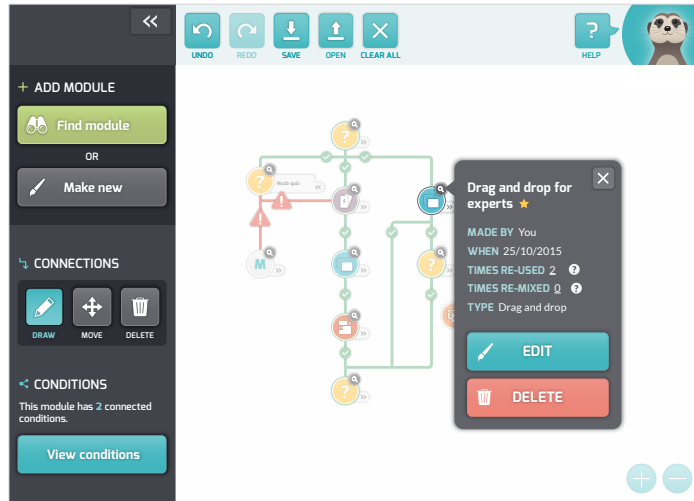 UNDO
REDO
SAVE
OPEN
CLEAR ALL
?
HELP
+ ADD MODULE
Find module
OR
Make new
CONNECTIONS
DRAW
MOVE
DELETE
CONDITIONS
This module has 2 connected
conditions.
View conditions
?
?
Noob quiz
M
?
?
Drag and drop for
experts
MADE BY You
WHEN 25/10/2015
TIMES RE-USED 2 ?
TIMES RE-MIXED 0 ?
TYPE Drag and drop
EDIT
DELETE